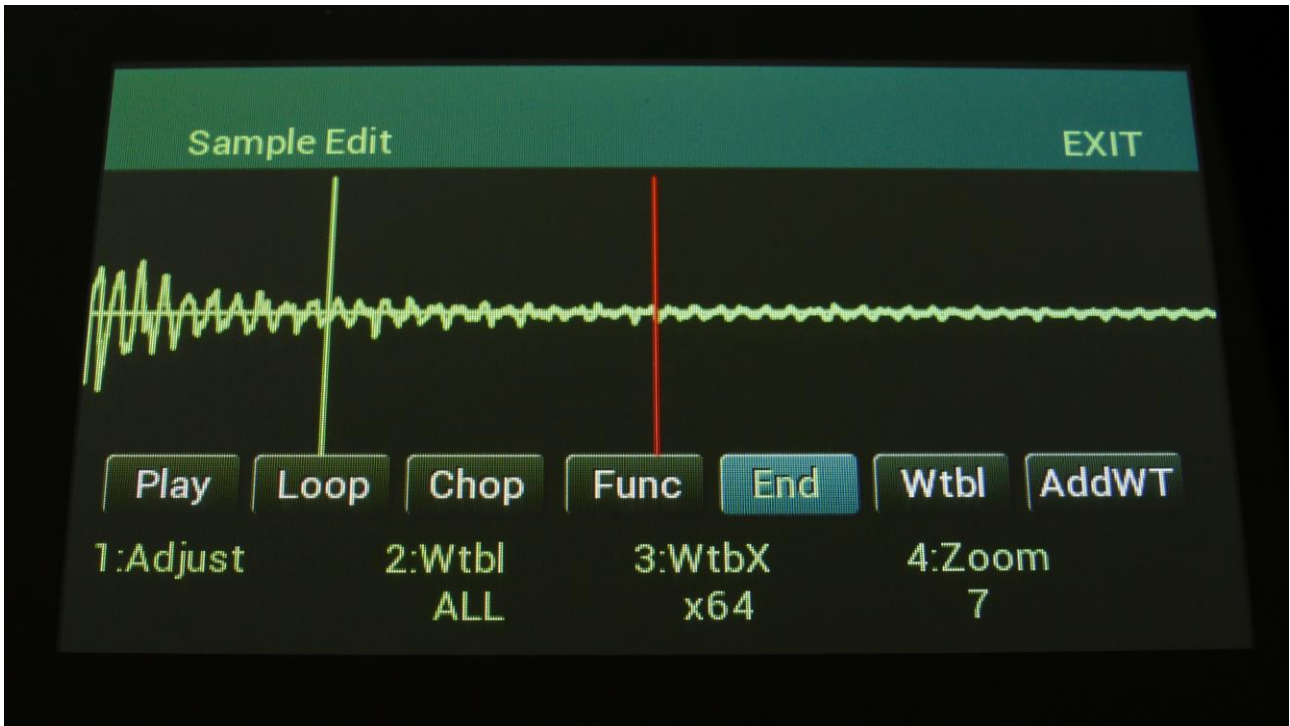 Sample Edit EXIT
Play Loop Chop Func End Wtbl AddWT
1:Adjust 2:Wtbl 3:WtbX 4:Zoom
ALL x64 7